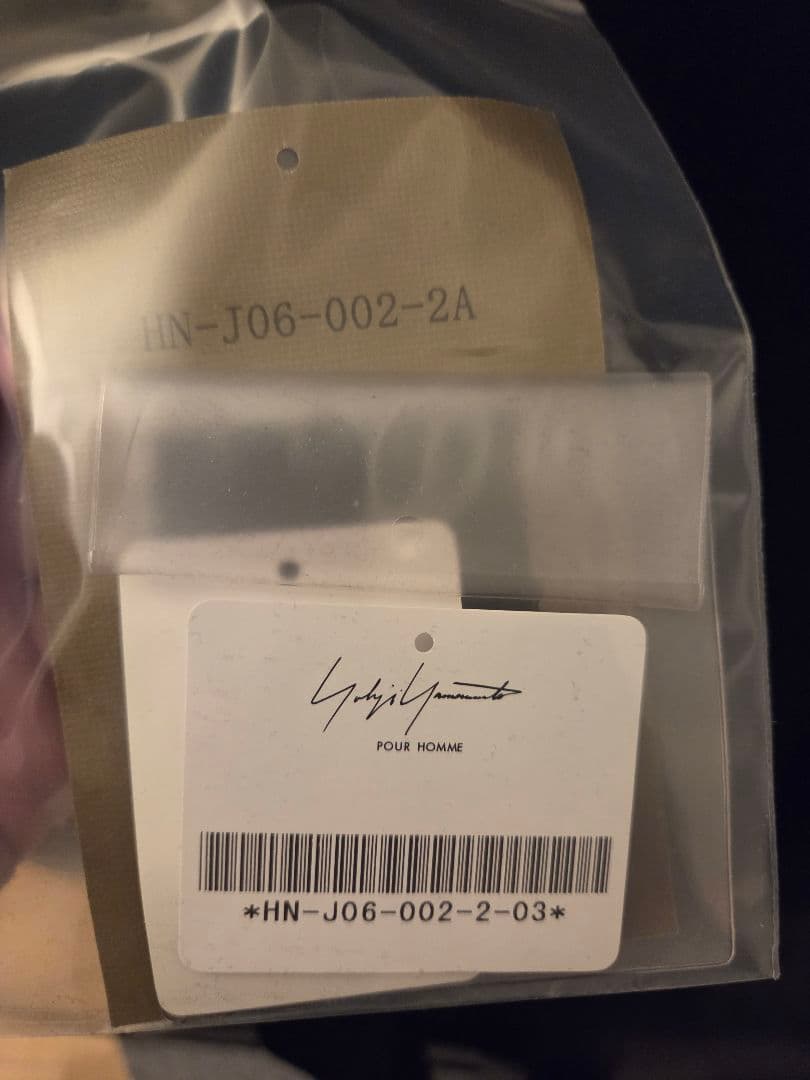 HN-J06-002-2A
Yohji Yamamoto
POUR HOMME
*HN-J06-002-2-03*